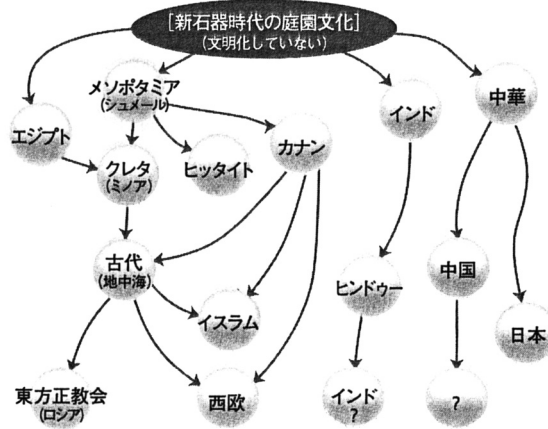 [新石器時代の庭園文化]
(文明化していない)
メソポタミア
(シュメール)
エジプト
クレタ
(ミノア)
ヒッタイト
カナン
インド
中華
古代
(地中海)
イスラム
ヒンドゥー
中国
日本
東方正教会
(ロシア)
西欧
インド
?
?